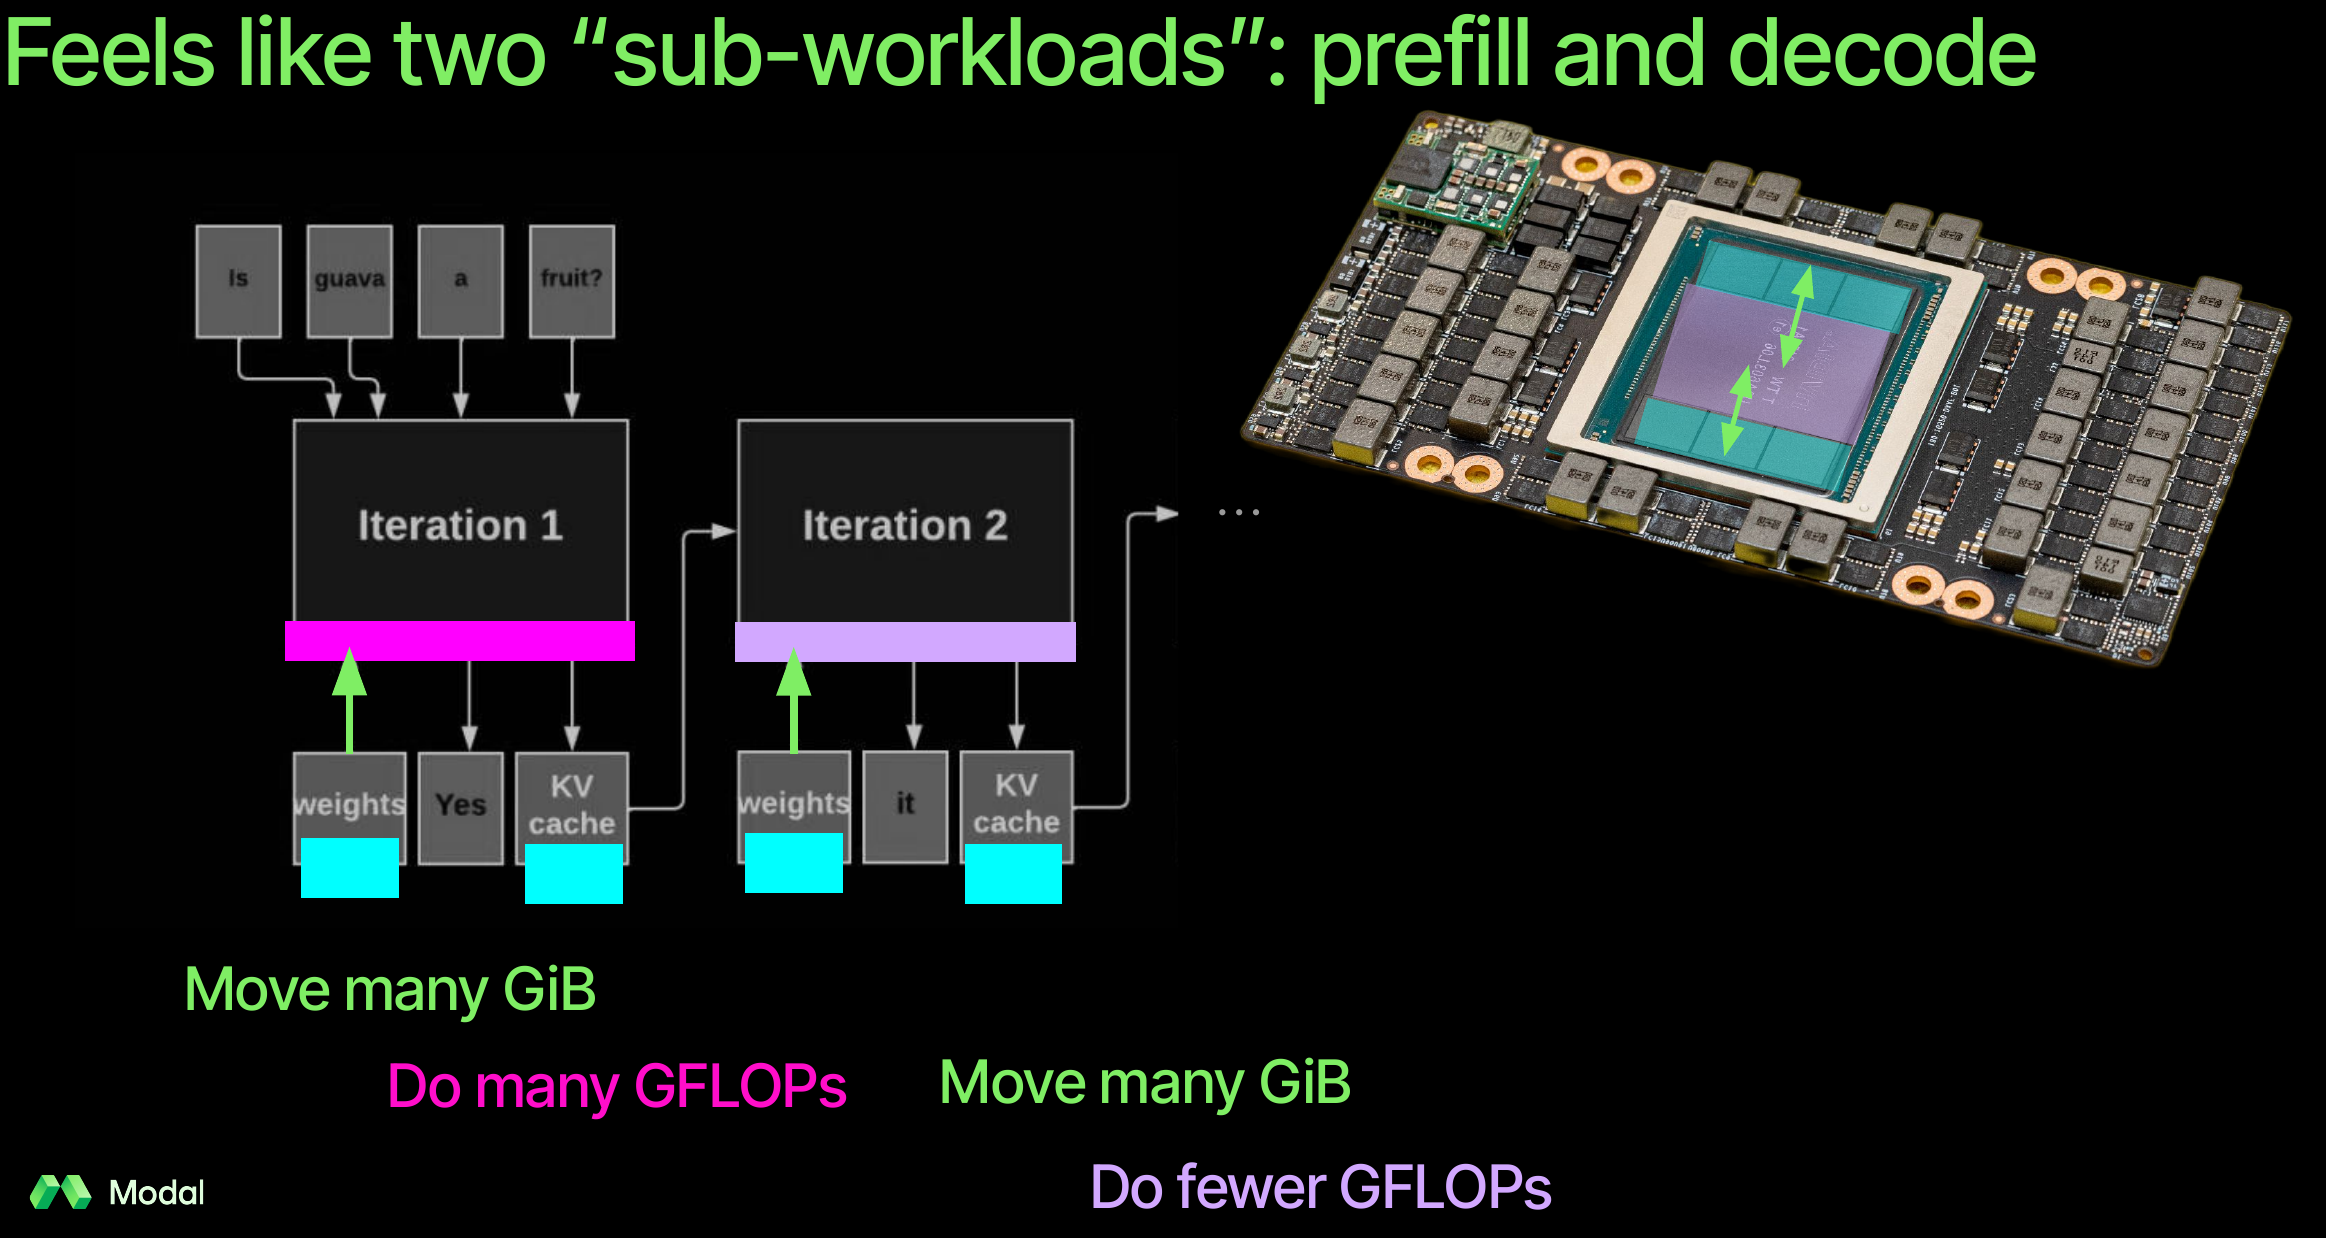 Feels like two “sub-workloads”: prefill and decode
Is
guava
a
fruit?
Iteration 1
Iteration 2
...
weights
Yes
KV
cache
weights
it
KV
cache
Move many GiB
Do many GFLOPs
Move many GiB
Do fewer GFLOPs
Modal